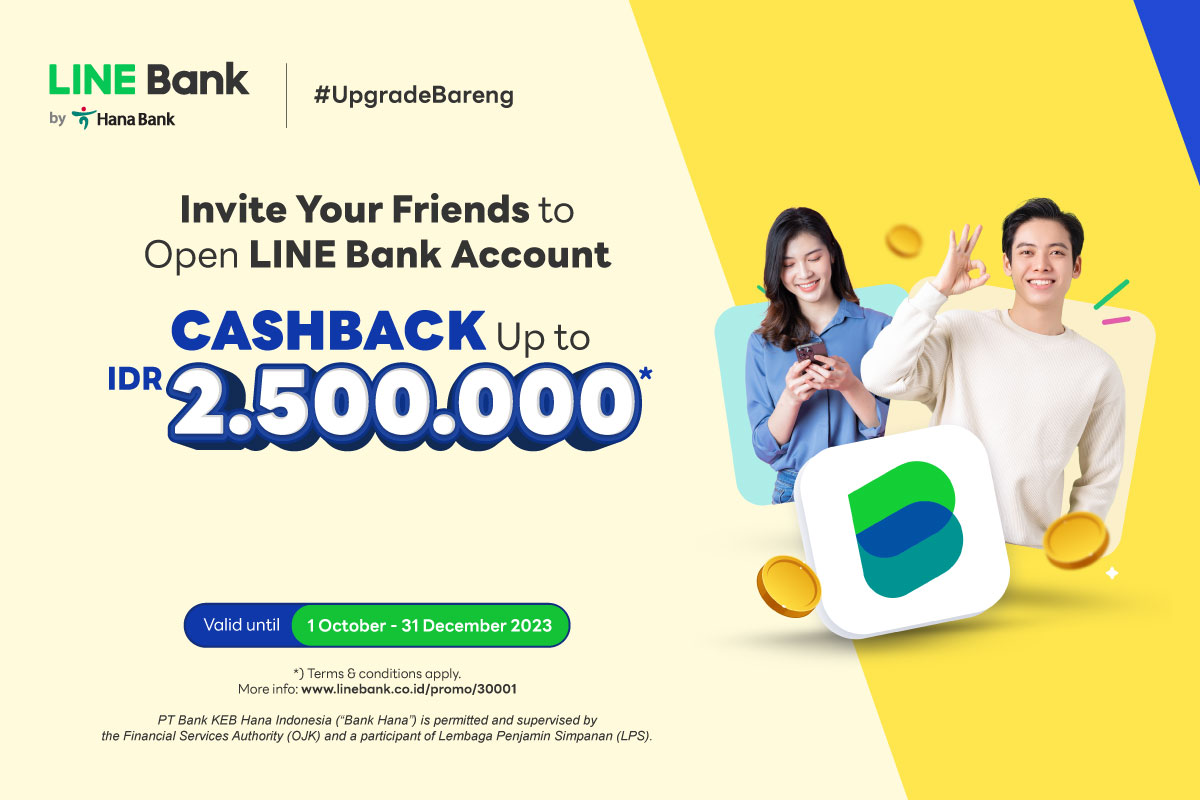 LINE Bank
by Hana Bank
#UpgradeBareng
Invite Your Friends to
Open LINE Bank Account
CASHBACK Up to
IDR 2.500.000*
Valid until 1 October - 31 December 2023
*) Terms & conditions apply.
More info: www.linebank.co.id/promo/30001
PT Bank KEB Hana Indonesia (“Bank Hana”) is permitted and supervised by
the Financial Services Authority (OJK) and a participant of Lembaga Penjamin Simpanan (LPS).